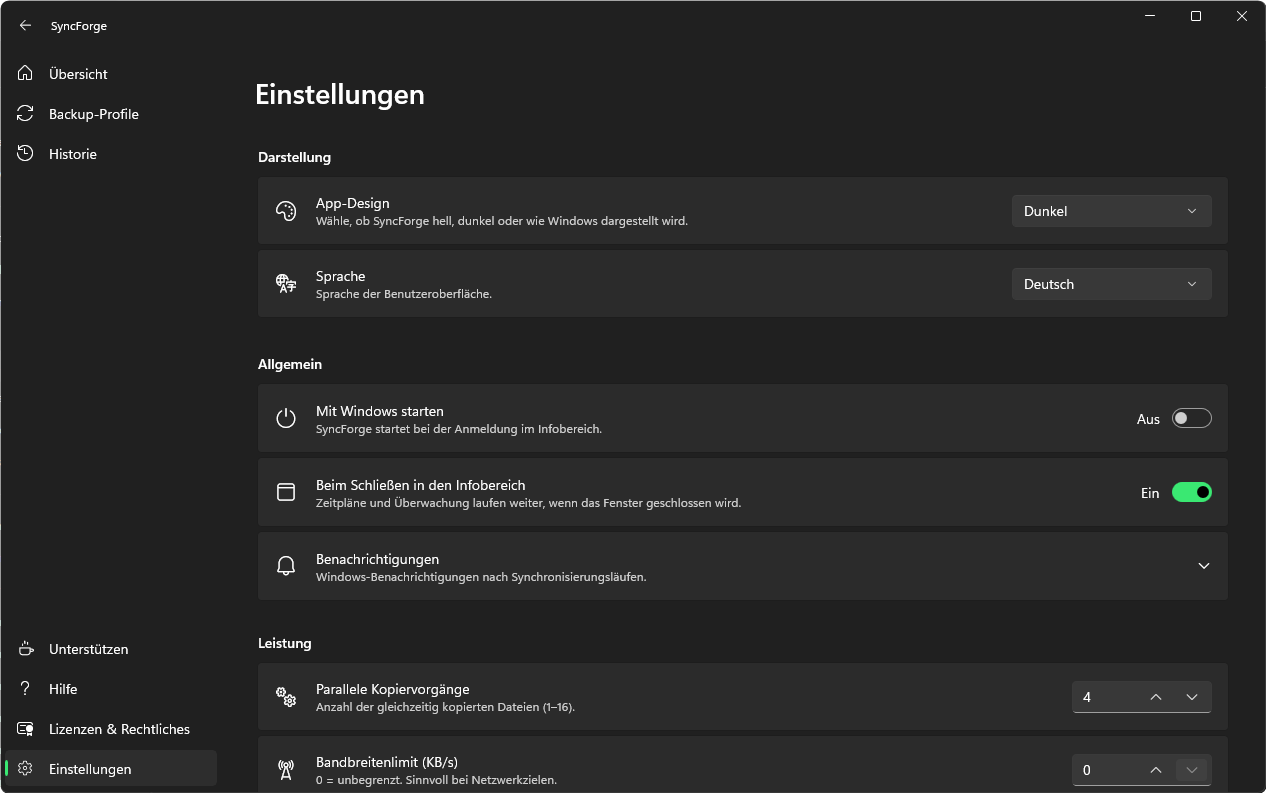 SyncForge
Übersicht
Backup-Profile
Historie
Unterstützen
Hilfe
Lizenzen & Rechtliches
Einstellungen
Einstellungen
Darstellung
App-Design
Wähle, ob SyncForge hell, dunkel oder wie Windows dargestellt wird.
Dunkel
Sprache
Sprache der Benutzeroberfläche.
Deutsch
Allgemein
Mit Windows starten
SyncForge startet bei der Anmeldung im Infobereich.
Aus
Beim Schließen in den Infobereich
Zeitpläne und Überwachung laufen weiter, wenn das Fenster geschlossen wird.
Ein
Benachrichtigungen
Windows-Benachrichtigungen nach Synchronisierungsläufen.
Leistung
Parallele Kopiervorgänge
Anzahl der gleichzeitig kopierten Dateien (1–16).
4
Bandbreitenlimit (KB/s)
0 = unbegrenzt. Sinnvoll bei Netzwerkzielen.
0